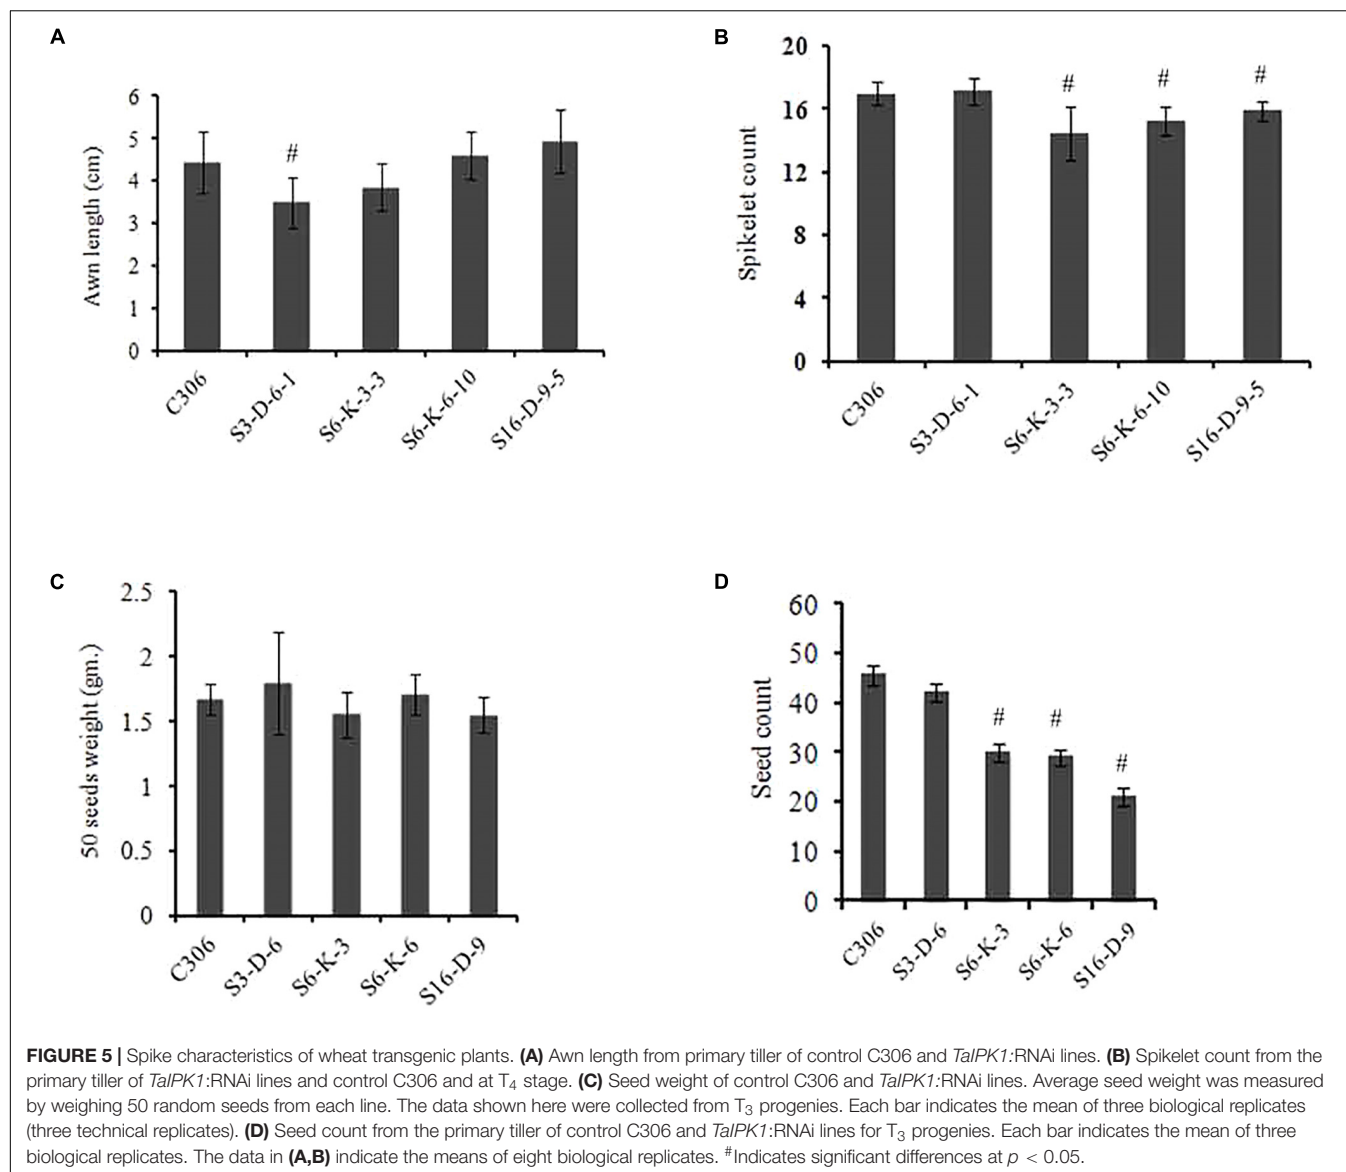 A
Awn length (cm)
6
5
4
3
2
1
0
#
C306
S3-D-6-1
S6-K-3-3
S6-K-6-10
S16-D-9-5
B
Spikelet count
20
16
12
8
4
0
# # #
C306
S3-D-6-1
S6-K-3-3
S6-K-6-10
S16-D-9-5
C
50 seeds weight (gm.)
2.5
2
1.5
1
0.5
0
C306
S3-D-6
S6-K-3
S6-K-6
S16-D-9
D
Seed count
60
50
40
30
20
10
0
# # #
C306
S3-D-6
S6-K-3
S6-K-6
S16-D-9
FIGURE 5 | Spike characteristics of wheat transgenic plants. (A) Awn length from primary tiller of control C306 and TaIPK1:RNAi lines. (B) Spikelet count from the
primary tiller of TaIPK1:RNAi lines and control C306 and at T4 stage. (C) Seed weight of control C306 and TaIPK1:RNAi lines. Average seed weight was measured
by weighing 50 random seeds from each line. The data shown here were collected from T3 progenies. Each bar indicates the mean of three biological replicates
(three technical replicates). (D) Seed count from the primary tiller of control C306 and TaIPK1:RNAi lines for T3 progenies. Each bar indicates the mean of three
biological replicates. The data in (A,B) indicate the means of eight biological replicates. #Indicates significant differences at p < 0.05.